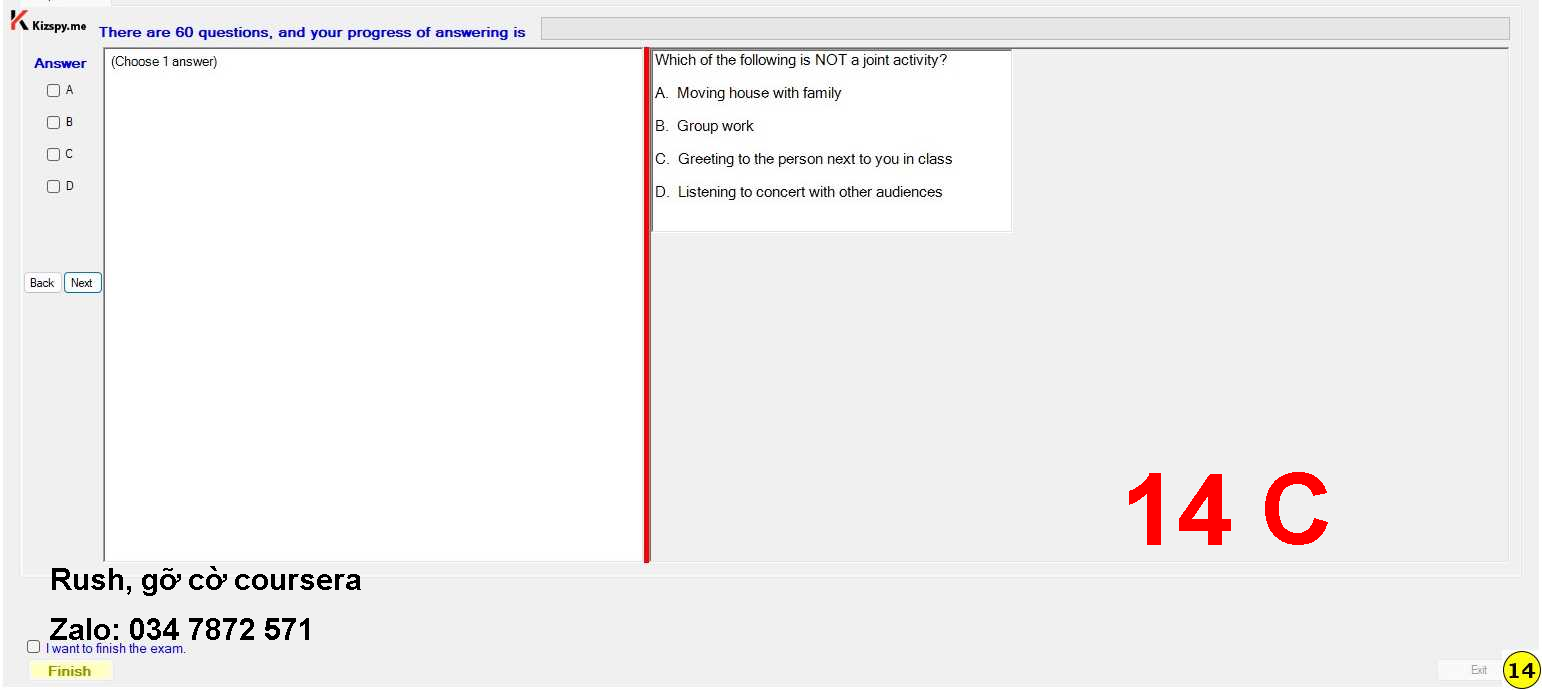 Kizspy.me
There are 60 questions, and your progress of answering is
Answer
A
B
C
D
Back
Next
(Choose 1 answer)
Which of the following is NOT a joint activity?
A. Moving house with family
B. Group work
C. Greeting to the person next to you in class
D. Listening to concert with other audiences
14 C
Rush, gỡ cờ coursera
Zalo: 034 7872 571
I want to finish the exam.
Finish
Exit
14